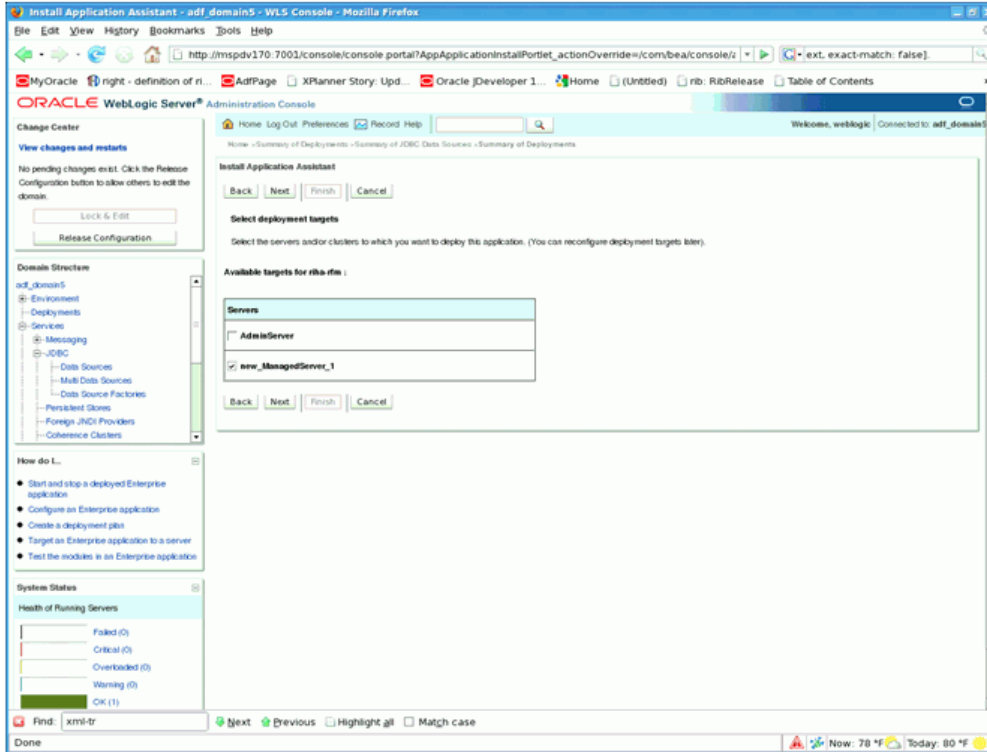 Install Application Assistant - adf_domain5 - WLS Console - Mozilla Firefox
File Edit View History Bookmarks Tools Help
http://mspdv170:7001/console/console.portal?AppApplicationInstallPortlet_actionOverride=/com/bea/console/a
ext, exact-match: false].
MyOracle right - definition of ri... AdfPage XPlanner Story: Upd... Oracle JDeveloper 1... Home (Untitled) rib: RibRelease Table of Contents
ORACLE WebLogic Server® Administration Console
Change Center
View changes and restarts
No pending changes exist. Click the Release
Configuration button to allow others to edit the
domain.
Lock & Edit
Release Configuration
Domain Structure
adf_domain5
Environment
Deployments
Services
Messaging
JDBC
Data Sources
Multi Data Sources
Data Source Factories
Persistent Stores
Foreign JNDI Providers
Coherence Clusters
How do I...
Start and stop a deployed Enterprise
application
Configure an Enterprise application
Create a deployment plan
Target an Enterprise application to a server
Test the modules in an Enterprise application
System Status
Health of Running Servers
Failed (0)
Critical (0)
Overloaded (0)
Warning (0)
OK (1)
Home Log Out Preferences Record Help
Welcome, weblogic Connected to: adf_domain5
Home >Summary of Deployments >Summary of JDBC Data Sources >Summary of Deployments
Install Application Assistant
Back Next Finish Cancel
Select deployment targets
Select the servers and/or clusters to which you want to deploy this application. (You can reconfigure deployment targets later).
Available targets for riha-rfm :
Servers
AdminServer
new_ManagedServer_1
Back Next Finish Cancel
Find: xml-tr Next Previous Highlight all Match case
Done Now: 78 °F Today: 80 °F